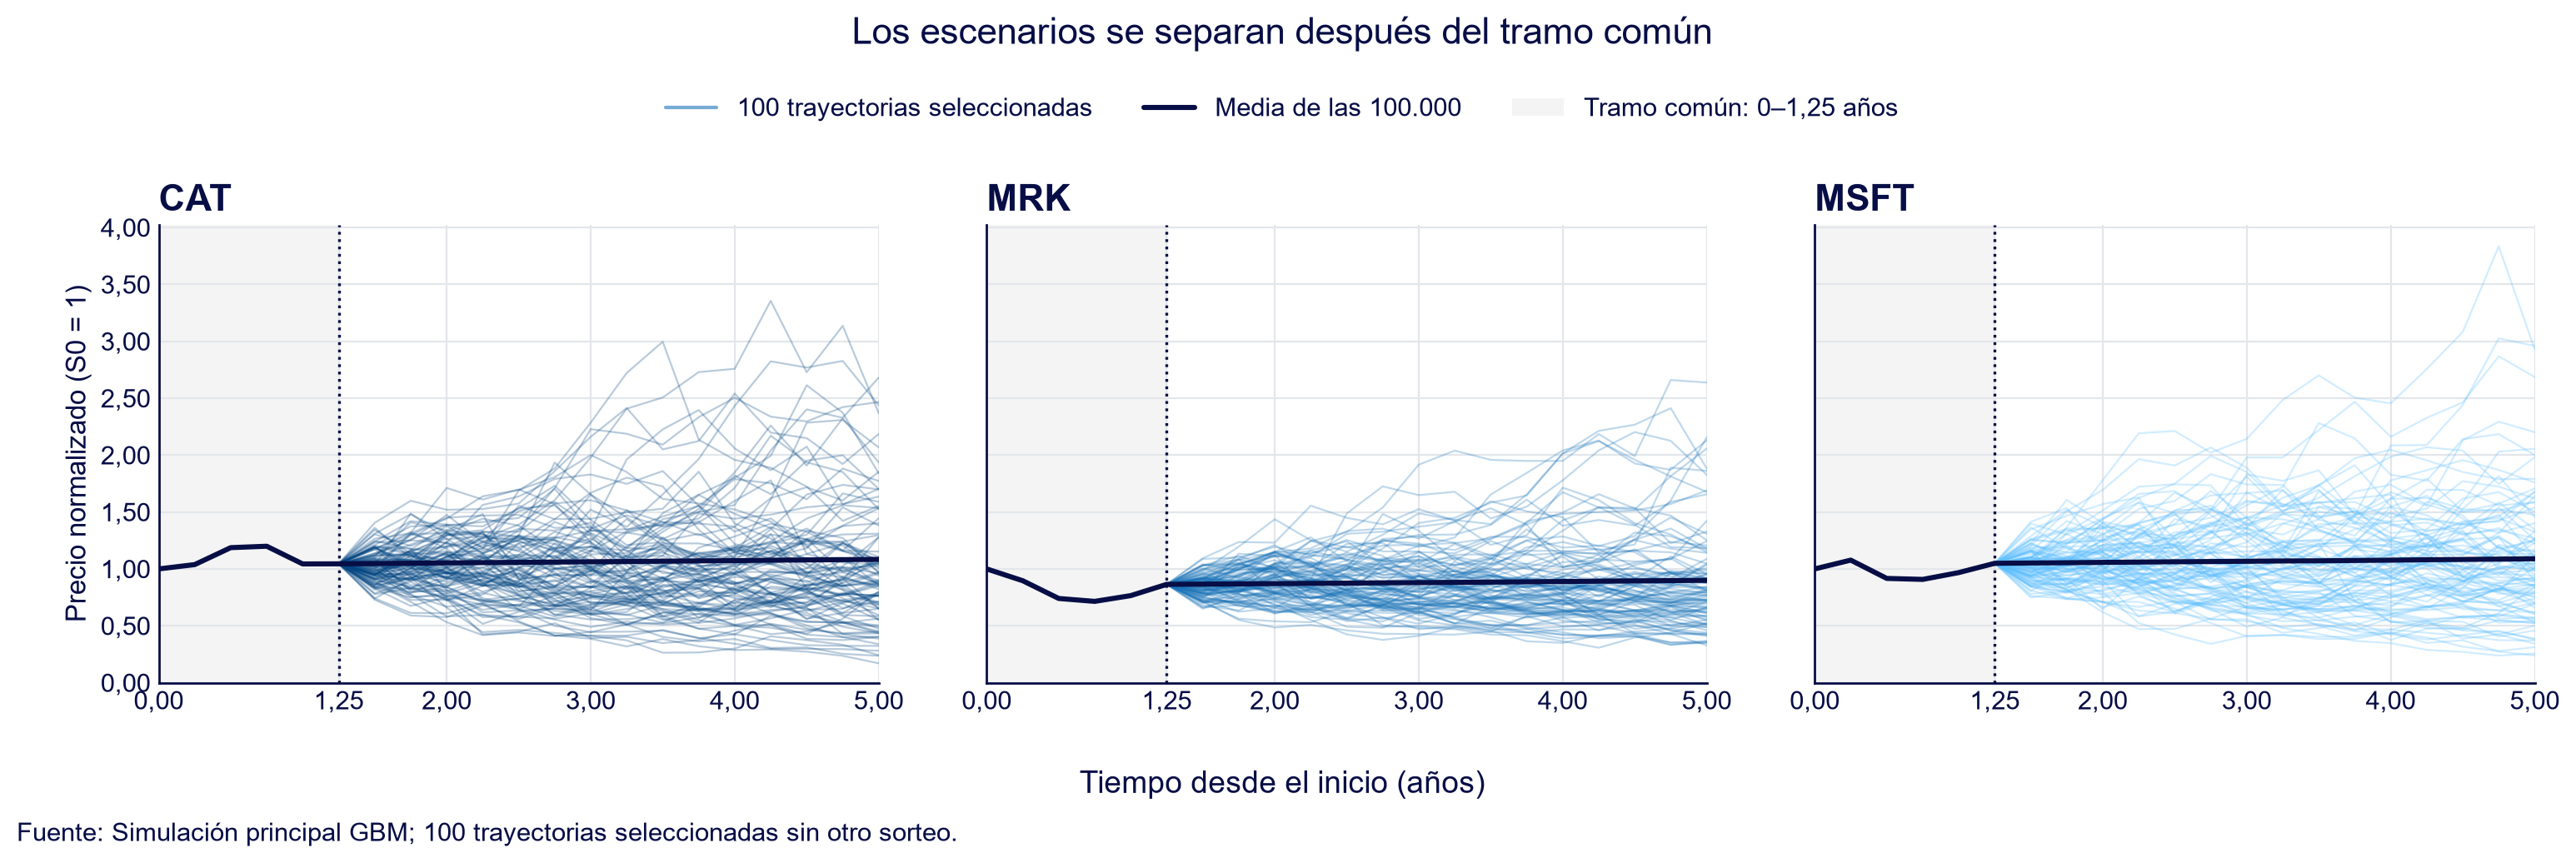 Los escenarios se separan después del tramo común
100 trayectorias seleccionadas
Media de las 100.000
Tramo común: 0–1,25 años
CAT
MRK
MSFT
Precio normalizado (S0 = 1)
4,00
3,50
3,00
2,50
2,00
1,50
1,00
0,50
0,00
0,00 1,25 2,00 3,00 4,00 5,00
0,00 1,25 2,00 3,00 4,00 5,00
0,00 1,25 2,00 3,00 4,00 5,00
Tiempo desde el inicio (años)
Fuente: Simulación principal GBM; 100 trayectorias seleccionadas sin otro sorteo.